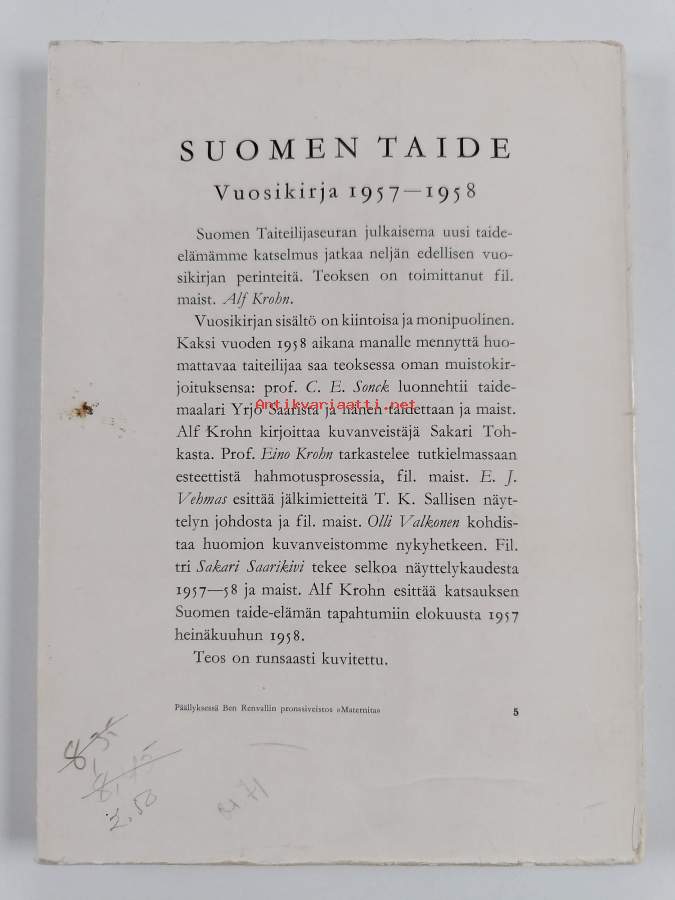 SUOMEN TAIDE
Vuosikirja 1957—1958
Suomen Taiteilijaseuran julkaisema uusi taide-
elämämme katselmus jatkaa neljän edellisen vuo-
sikirjan perinteitä. Teoksen on toimittanut fil.
maist. Alf Krohn.
Vuosikirjan sisältö on kiintoisa ja monipuolinen.
Kaksi vuoden 1958 aikana manalle mennyttä huo-
mattavaa taiteilijaa saa teoksessa oman muistokir-
joituksensa: prof. C. E. Sonck luonnehtii taide-
maalari Yrjö Saarista ja hänen taidettaan ja maist.
Antikvariaatti.net
Alf Krohn kirjoittaa kuvanveistäjä Sakari Toh-
kasta. Prof. Eino Krohn tarkastelee tutkielmassaan
esteettistä hahmotusprosessia, fil. maist. E. J.
Vehmas esittää jälkimietteitä T. K. Sallisen näyt-
telyn johdosta ja fil. maist. Olli Valkonen kohdis-
taa huomion kuvanveistomme nykyhetkeen. Fil.
tri Sakari Saarikivi tekee selkoa näyttelykaudesta
1957—58 ja maist. Alf Krohn esittää katsauksen
Suomen taide-elämän tapahtumiin elokuusta 1957
heinäkuuhun 1958.
Teos on runsaasti kuvitettu.
Päällyksessä Ben Renvallin pronssiveistos »Maternita» 5